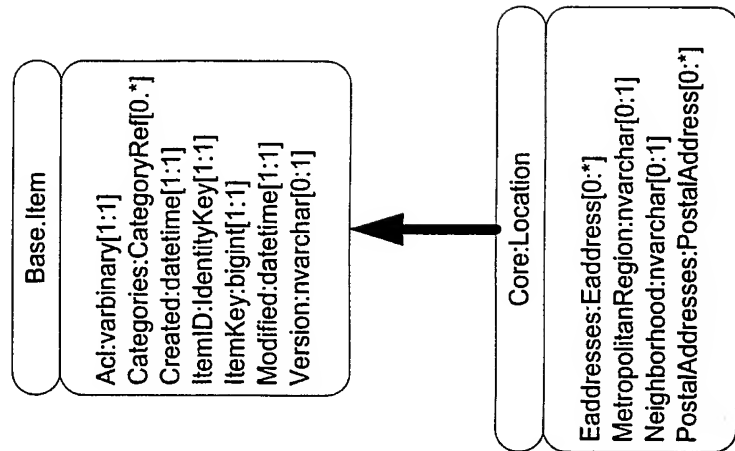 Base.Item
Acl:varbinary[1:1]
Categories:CategoryRef[0.*]
Created:datetime[1:1]
ItemID:IdentityKey[1:1]
ItemKey:bigint[1:1]
Modified:datetime[1:1]
Version:nvarchar[0:1]
Core:Location
Eaddresses:Eaddress[0:*]
MetropolitanRegion:nvarchar[0:1]
Neighborhood:nvarchar[0:1]
PostalAddresses:PostalAddress[0:*]